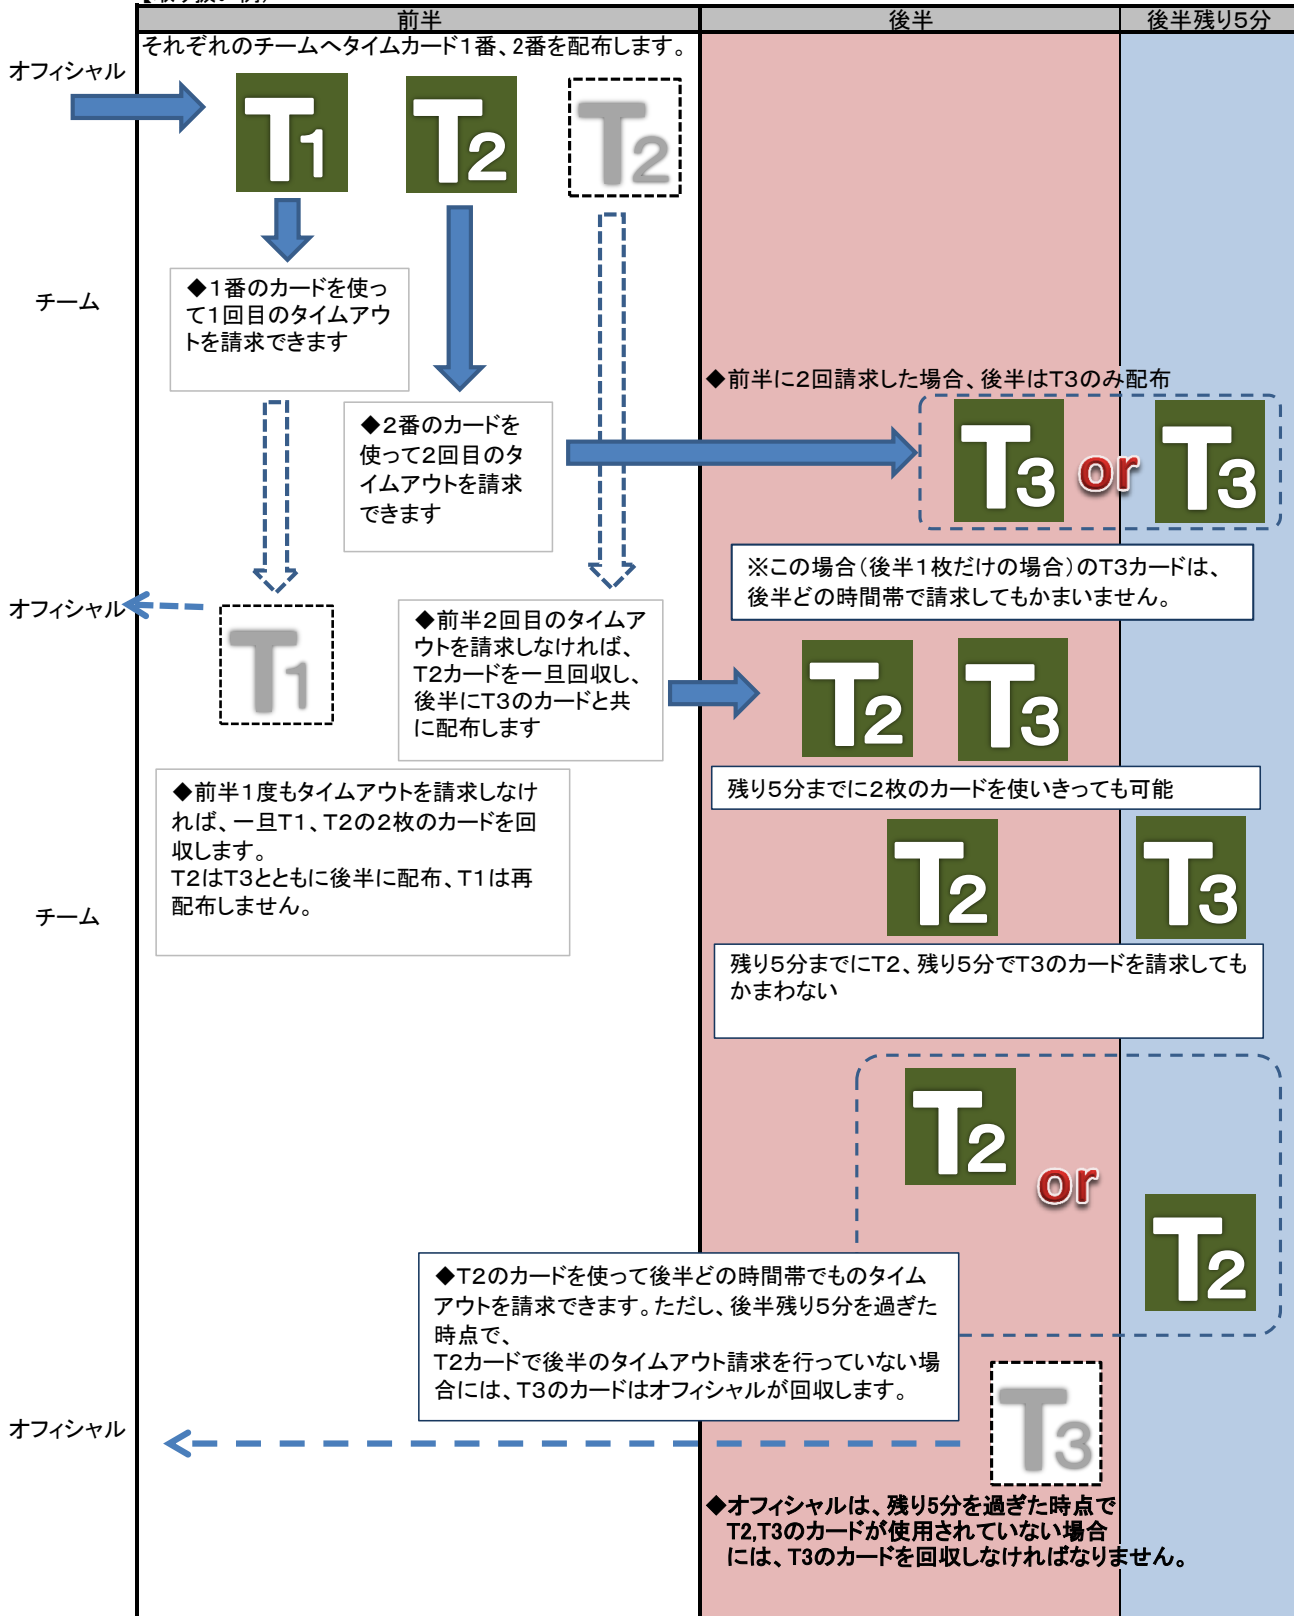 前半 後半 後半残り5分
それぞれのチームへタイムカード1番、2番を配布します。
オフィシャル
T1 T2 T2
チーム
◆1番のカードを使っ
て1回目のタイムアウ
トを請求できます
◆2番のカードを
使って2回目のタ
イムアウトを請求
できます
◆前半に2回請求した場合、後半はT3のみ配布
T3 or T3
※この場合(後半1枚だけの場合)のT3カードは、
後半どの時間帯で請求してもかまいません。
オフィシャル
T1
◆前半2回目のタイムア
ウトを請求しなければ、
T2カードを一旦回収し、
後半にT3のカードと共
に配布します
T2 T3
残り5分までに2枚のカードを使いきっても可能
◆前半1度もタイムアウトを請求しなけ
れば、一旦T1、T2の2枚のカードを回
収します。
T2はT3とともに後半に配布、T1は再
配布しません。
チーム
T2 T3
残り5分までにT2、残り5分でT3のカードを請求しても
かまわない
T2 or T2
◆T2のカードを使って後半どの時間帯でものタイム
アウトを請求できます。ただし、後半残り5分を過ぎた
時点で、
T2カードで後半のタイムアウト請求を行っていない場
合には、T3のカードはオフィシャルが回収します。
オフィシャル
T3
◆オフィシャルは、残り5分を過ぎた時点で
T2,T3のカードが使用されていない場合
には、T3のカードを回収しなければなりません。